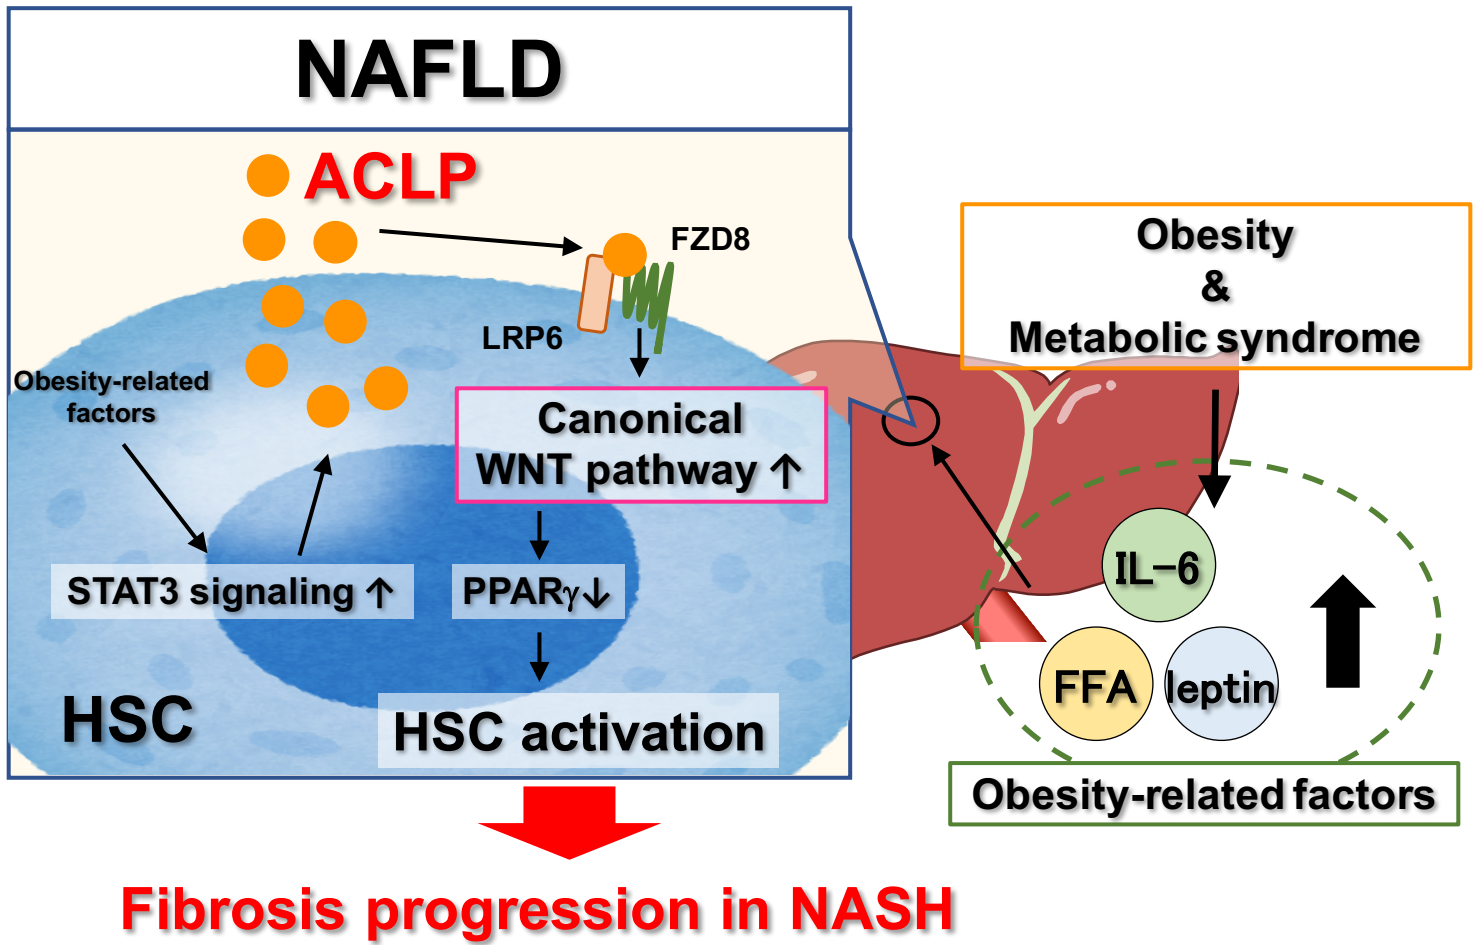 NAFLD
ACLP
FZD8
LRP6
Obesity-related
factors
Canonical
WNT pathway ↑
STAT3 signaling ↑
PPARγ↓
HSC
HSC activation
Fibrosis progression in NASH
Obesity
&
Metabolic syndrome
IL-6
FFA
leptin
Obesity-related factors